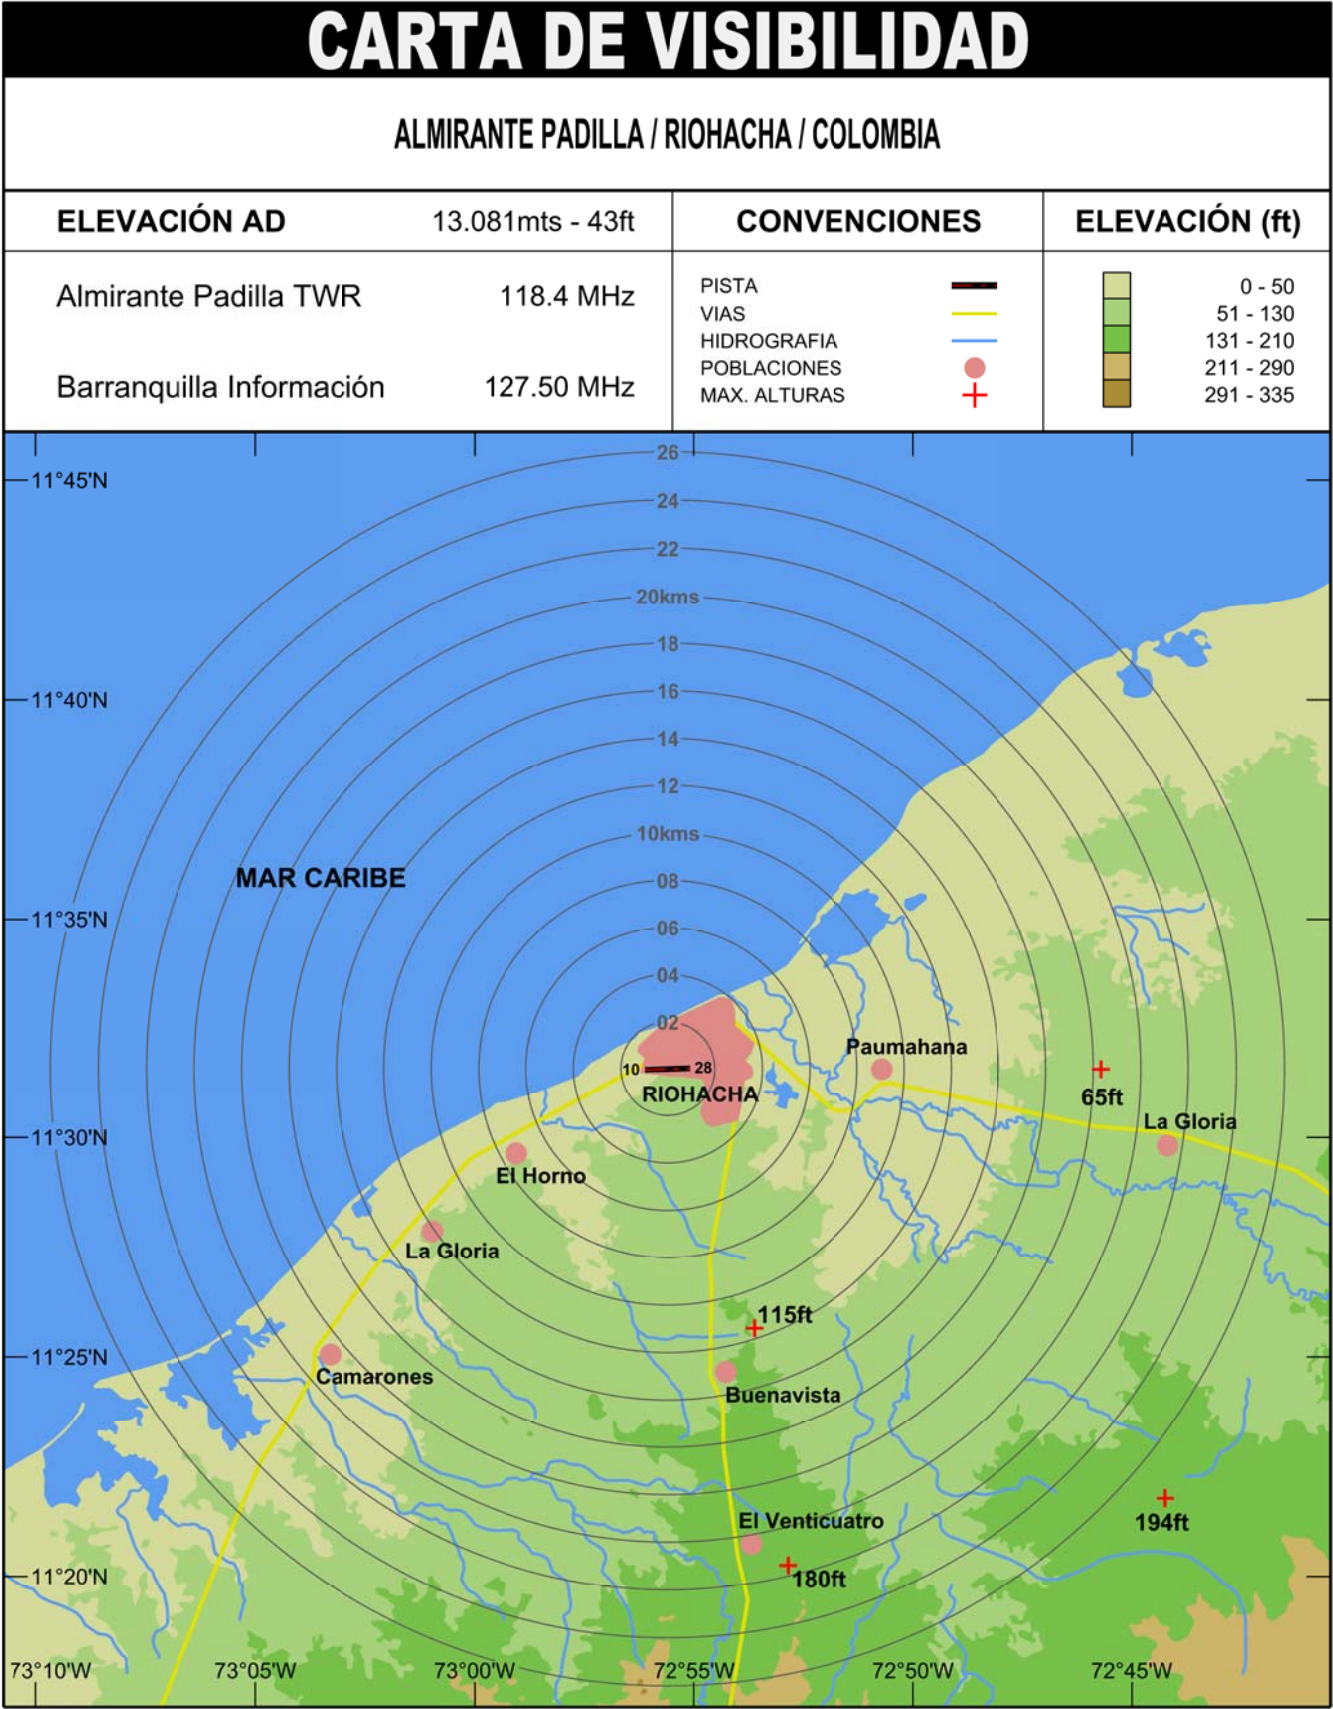 CARTA DE VISIBILIDAD
ALMIRANTE PADILLA / RIOHACHA / COLOMBIA
ELEVACIÓN AD 13.081mts - 43ft
Almirante Padilla TWR 118.4 MHz
Barranquilla Información 127.50 MHz
CONVENCIONES
PISTA
VIAS
HIDROGRAFIA
POBLACIONES
MAX. ALTURAS
ELEVACIÓN (ft)
0 - 50
51 - 130
131 - 210
211 - 290
291 - 335
26
11°45'N
24
22
20kms
18
11°40'N
16
14
12
10kms
MAR CARIBE
08
11°35'N
06
04
02
Paumahana
10
28
RIOHACHA
65ft
La Gloria
11°30'N
El Horno
La Gloria
115ft
11°25'N
Camarones
Buenavista
El Venticuatro
194ft
11°20'N
180ft
73°10'W
73°05'W
73°00'W
72°55'W
72°50'W
72°45'W